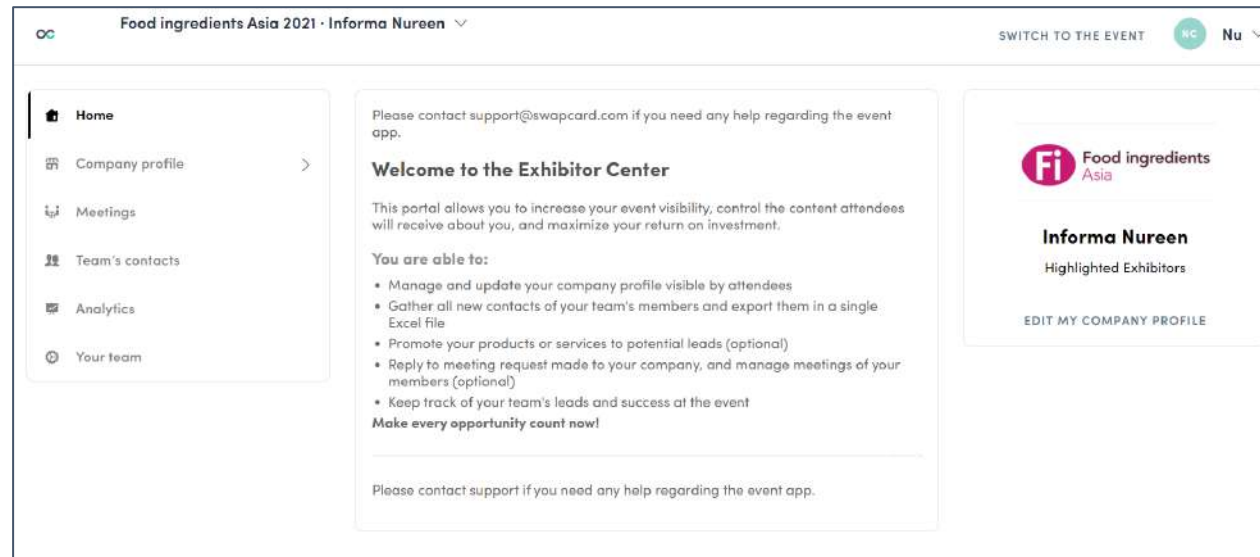 Food ingredients Asia 2021 · Informa Nureen
SWITCH TO THE EVENT
NC
Nu
Home
Company profile
Meetings
Team's contacts
Analytics
Your team
Please contact support@swapcard.com if you need any help regarding the event
app.
Welcome to the Exhibitor Center
This portal allows you to increase your event visibility, control the content attendees
will receive about you, and maximize your return on investment.
You are able to:
• Manage and update your company profile visible by attendees
• Gather all new contacts of your team's members and export them in a single
Excel file
• Promote your products or services to potential leads (optional)
• Reply to meeting request made to your company, and manage meetings of your
members (optional)
• Keep track of your team's leads and success at the event
Make every opportunity count now!
Please contact support if you need any help regarding the event app.
Fi
Food ingredients
Asia
Informa Nureen
Highlighted Exhibitors
EDIT MY COMPANY PROFILE